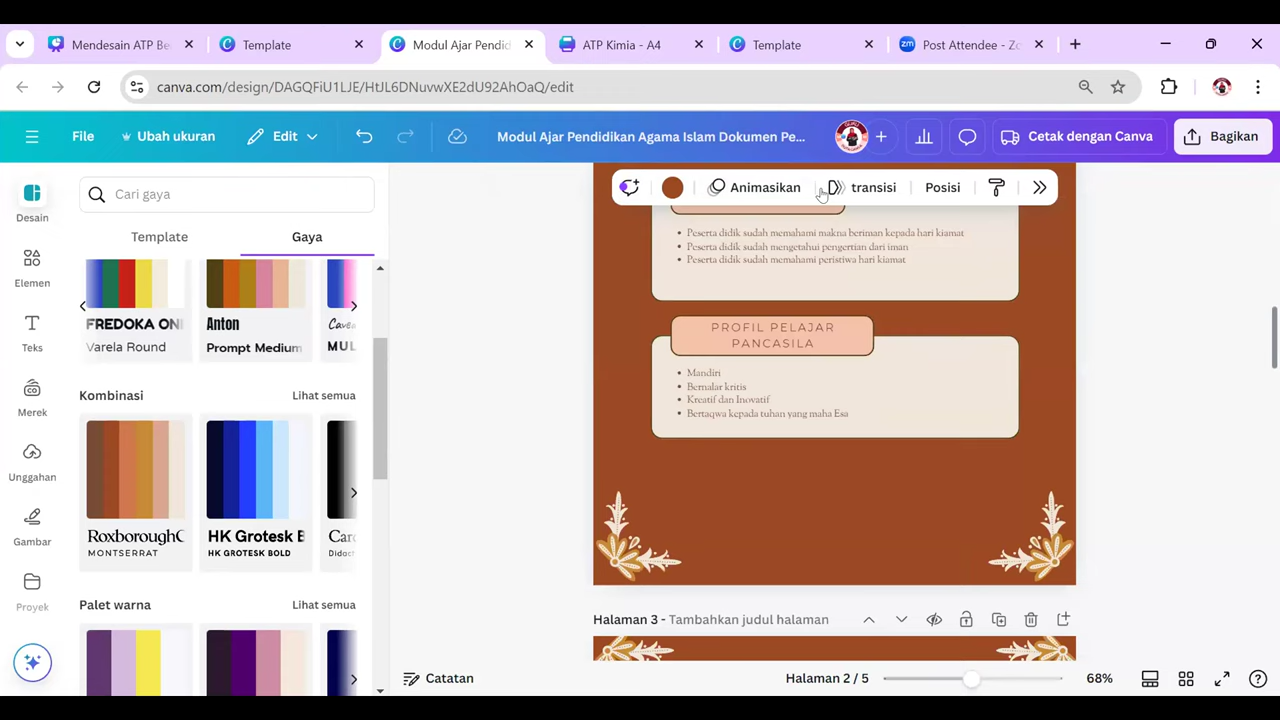 Mendesain ATP Be
Template
Modul Ajar Pendid
ATP Kimia - A4
Template
Post Attendee - Zo
canva.com/design/DAGQFiU1LJE/HtJL6DNuvwXE2dU92AhOaQ/edit
File
Ubah ukuran
Edit
Modul Ajar Pendidikan Agama Islam Dokumen Pe...
Cetak dengan Canva
Bagikan
Desain
Elemen
Teks
Merek
Unggahan
Gambar
Proyek
Cari gaya
Template
Gaya
FREDOKA ON
Varela Round
Anton
Prompt Medium
Cavea
MUL
Kombinasi
Lihat semua
RoxboroughC
MONTSERRAT
HK Grotesk B
HK GROTESK BOLD
Caro
Didact
Palet warna
Lihat semua
Animasikan
transisi
Posisi
Peserta didik sudah memahami makna beriman kepada hari kiamat
Peserta didik sudah mengetahui pengertian dari iman
Peserta didik sudah memahami peristiwa hari kiamat
PROFIL PELAJAR
PANCASILA
Mandiri
Bernalar kritis
Kreatif dan Inovatif
Bertaqwa kepada tuhan yang maha Esa
Halaman 3 - Tambahkan judul halaman
Catatan
Halaman 2 / 5
68%